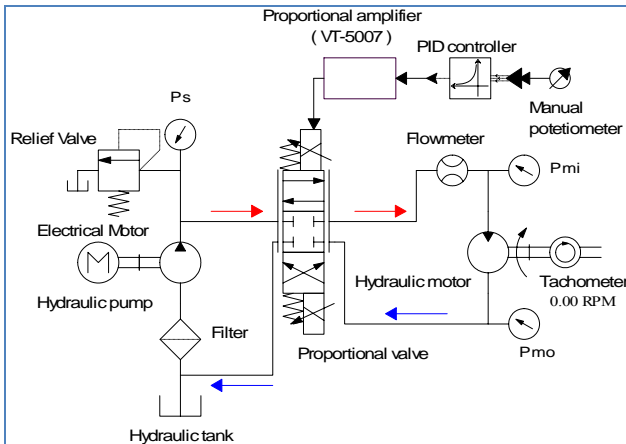 Proportional amplifier
( VT-5007)
PID controller
Ps
Manual
potetiometer
Relief Valve
Flowmeter
Pmi
Electrical Motor
M
Hydraulic pump
Hydraulic motor
Tachometer
0.00 RPM
Filter
Proportional valve
Pmo
Hydraulic tank